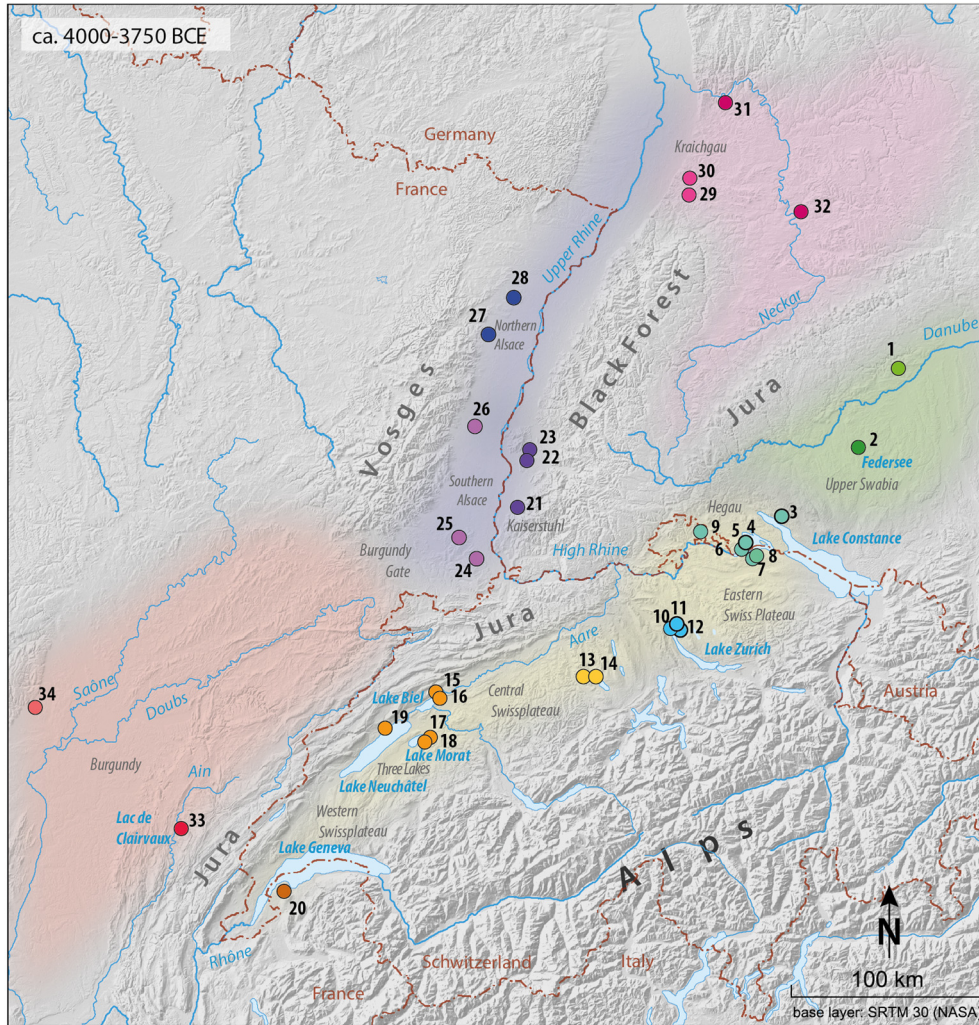 ca. 4000-3750 BCE
31
Germany
Kraichgau
30
France
29
32
Upper Rhine
28
27
Northern
Alsace
Neckar
Danube
Black Forest
1
Vosges
Jura
26
23
2
22
Federsee
Southern
Alsace
Upper Swabia
21
Hegau
3
Kaiserstuhl
25
9
5
4
Lake Constance
Burgundy
Gate
High Rhine
6
8
24
7
Eastern
Swiss Plateau
Jura
11
10
12
Aare
Lake Zurich
13
14
Saône
15
Austria
34
Doubs
Lake Biel
16
Central
Swissplateau
19
17
18
Lake Morat
Burgundy
Ain
Three Lakes
Lake Neuchâtel
Lac de
Clairvaux
33
Western
Swissplateau
Jura
Lake Geneva
Alps
20
N
Rhône
Switzerland
Italy
100 km
France
base layer: SRTM 30 (NASA